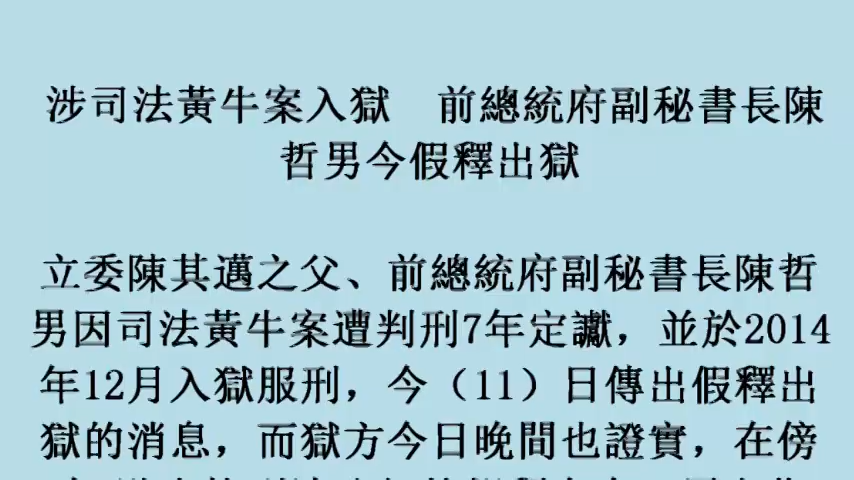 涉司法黃牛案入獄　前總統府副秘書長陳
哲男今假釋出獄
立委陳其邁之父、前總統府副秘書長陳哲
男因司法黃牛案遭判刑7年定讞，並於2014
年12月入獄服刑，今（11）日傳出假釋出
獄的消息，而獄方今日晚間也證實，在傍